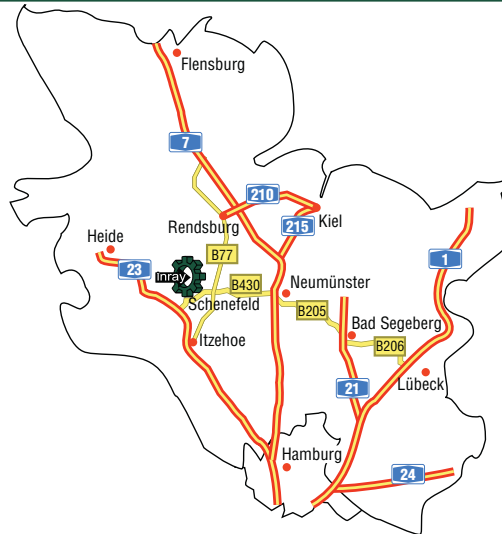 Flensburg
7
210
Rendsburg
215
Kiel
Heide
B77
1
23
Inray
B430
Neumünster
Schenefeld
B205
Bad Segeberg
Itzehoe
B206
21
Lübeck
Hamburg
24